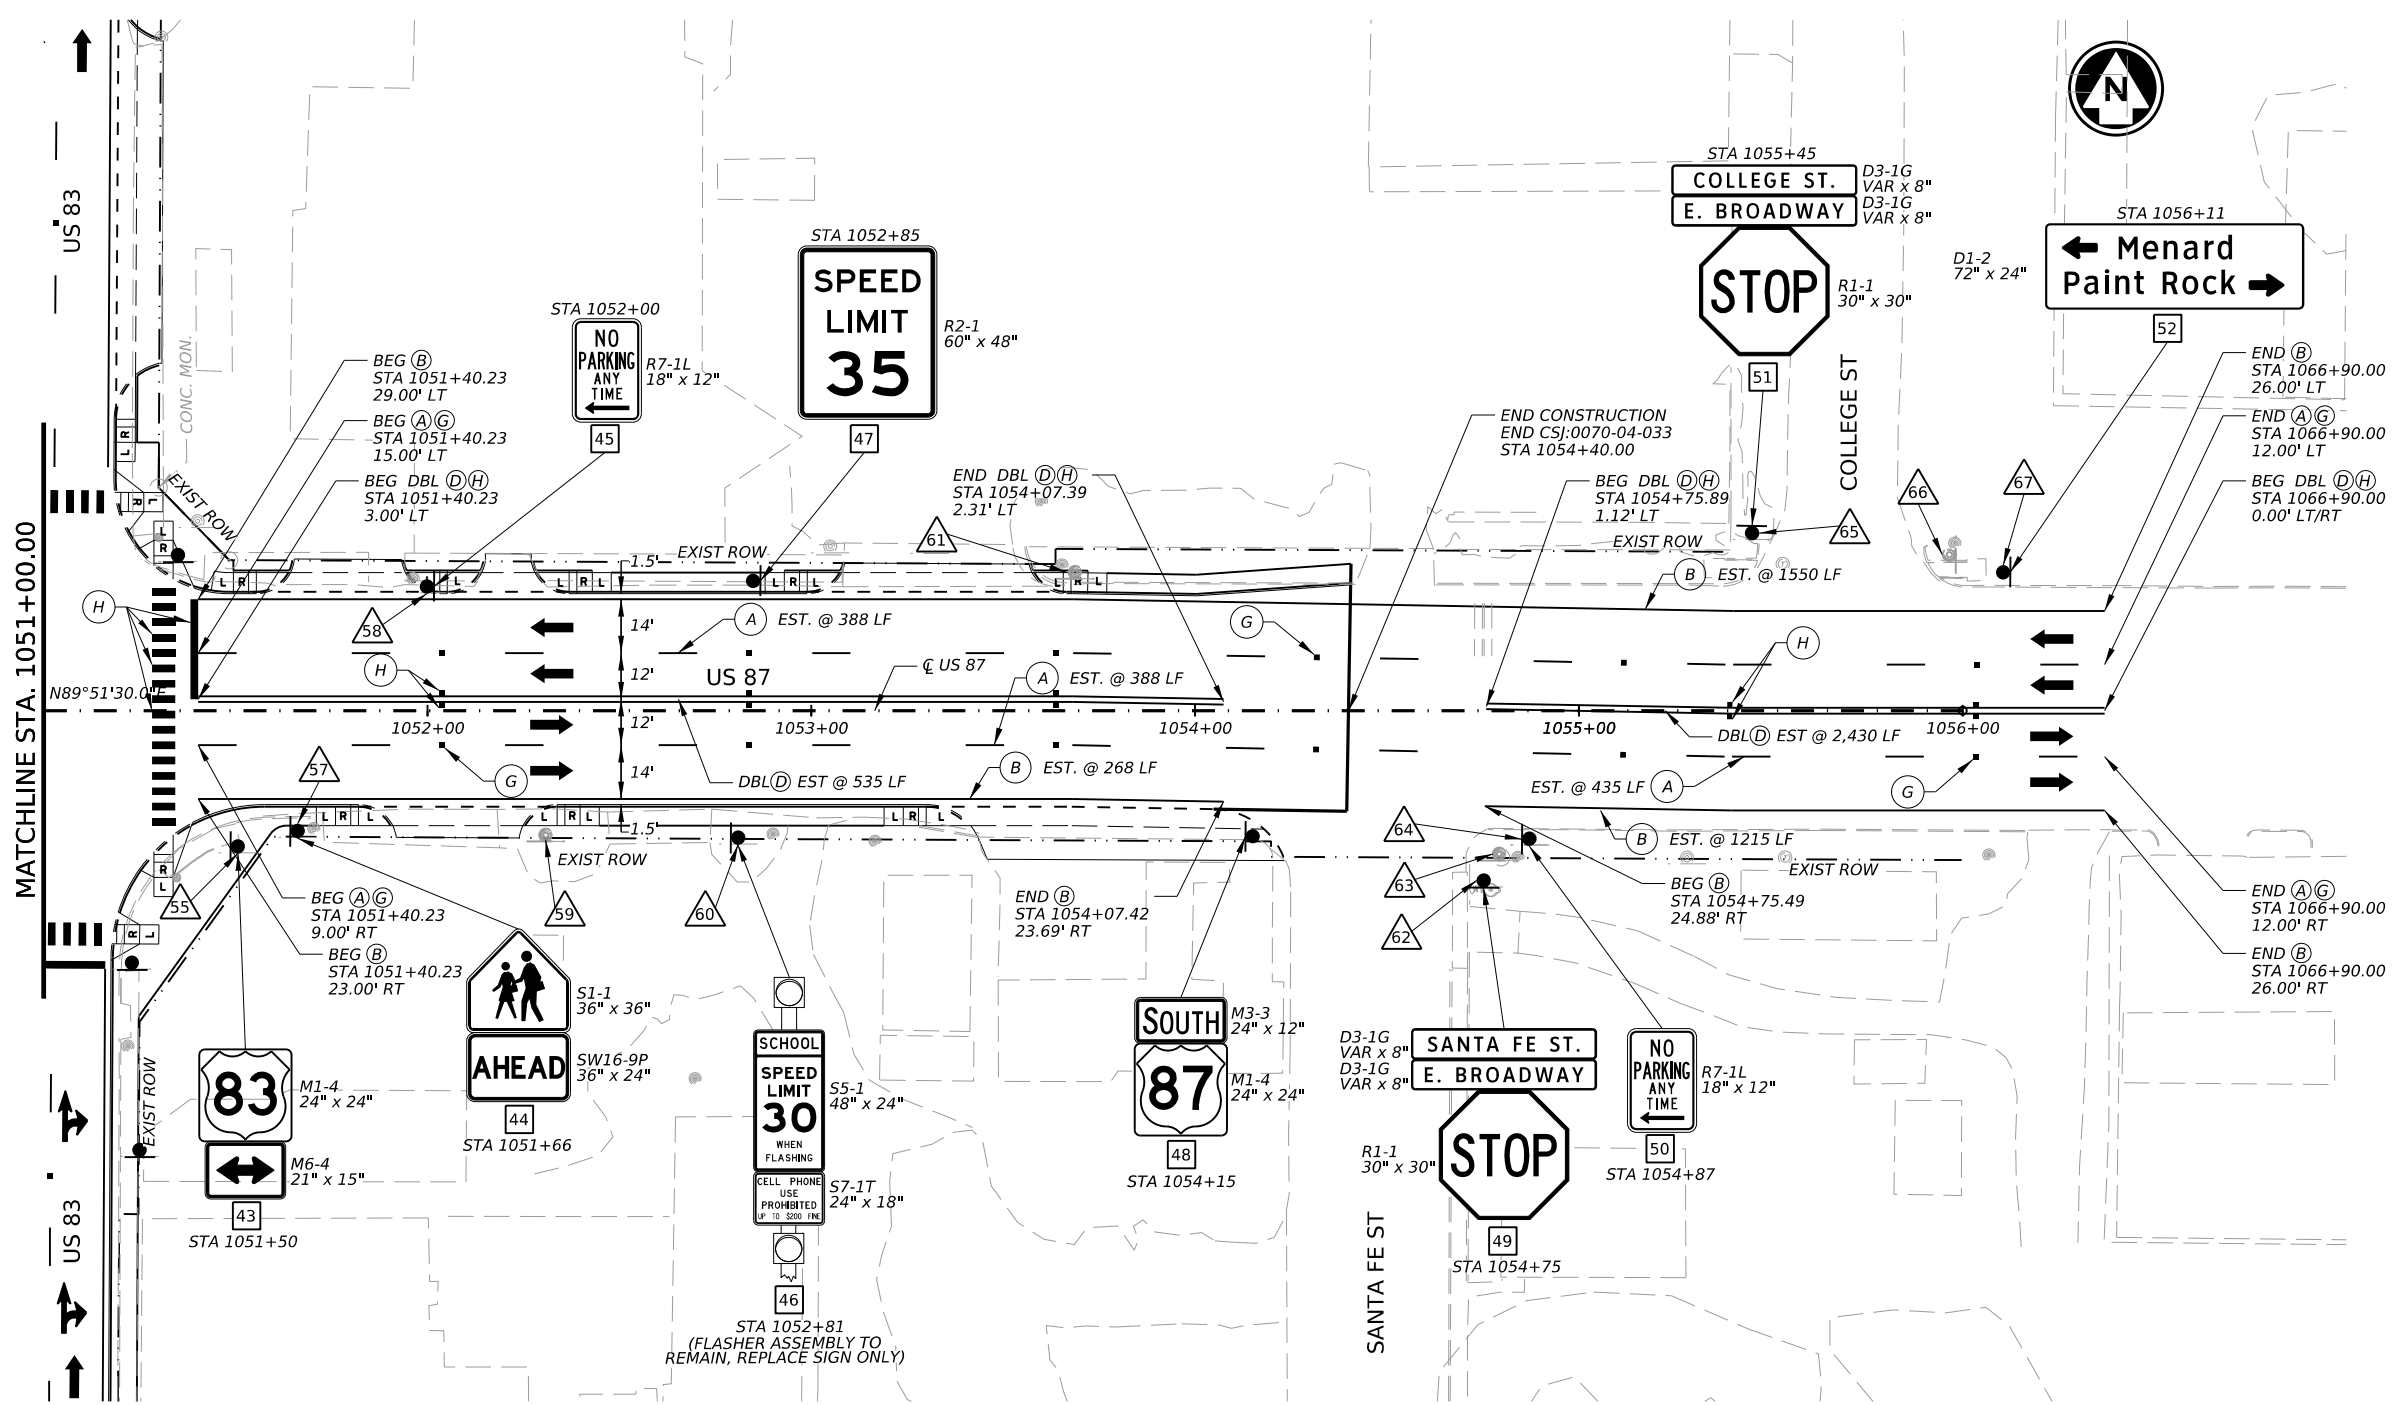 N
US 83
CONC. MON.
EXIST ROW
MATCHLINE STA. 1051+00.00
N89°51'30.0"E
BEG B
STA 1051+40.23
29.00' LT
BEG A G
STA 1051+40.23
15.00' LT
BEG DBL D H
STA 1051+40.23
3.00' LT
STA 1052+00
NO
PARKING
ANY
TIME
R7-1L
18" x 12"
45
STA 1052+85
SPEED
LIMIT
35
R2-1
60" x 48"
47
END DBL D H
STA 1054+07.39
2.31' LT
61
END CONSTRUCTION
END CSJ:0070-04-033
STA 1054+40.00
BEG DBL D H
STA 1054+75.89
1.12' LT
STA 1055+45
COLLEGE ST.
E. BROADWAY
D3-1G
VAR x 8"
D3-1G
VAR x 8"
STOP
R1-1
30" x 30"
51
COLLEGE ST
65
66
67
STA 1056+11
Menard
Paint Rock
D1-2
72" x 24"
52
END B
STA 1066+90.00
26.00' LT
END A G
STA 1066+90.00
12.00' LT
BEG DBL D H
STA 1066+90.00
0.00' LT/RT
EXIST ROW
EXIST ROW
1.5'
14'
12'
12'
14'
1.5'
L R
L R L
L R L
L R L
L R L
H
58
H
A EST. @ 388 LF
US 87
℄ US 87
A EST. @ 388 LF
G
B EST. @ 1550 LF
H
1052+00
1053+00
1054+00
1055+00
1056+00
57
G
DBL D EST @ 535 LF
B EST. @ 268 LF
DBL D EST @ 2,430 LF
EST. @ 435 LF A
G
B EST. @ 1215 LF
L R L
L R L
L R L
EXIST ROW
EXIST ROW
55
59
60
62
63
64
BEG A G
STA 1051+40.23
9.00' RT
BEG B
STA 1051+40.23
23.00' RT
END B
STA 1054+07.42
23.69' RT
BEG B
STA 1054+75.49
24.88' RT
END A G
STA 1066+90.00
12.00' RT
END B
STA 1066+90.00
26.00' RT
83
M1-4
24" x 24"
M6-4
21" x 15"
43
STA 1051+50
S1-1
36" x 36"
AHEAD
SW16-9P
36" x 24"
44
STA 1051+66
SCHOOL
SPEED
LIMIT
30
WHEN
FLASHING
S5-1
48" x 24"
CELL PHONE
USE
PROHIBITED
UP TO $200 FINE
S7-1T
24" x 18"
46
STA 1052+81
(FLASHER ASSEMBLY TO
REMAIN, REPLACE SIGN ONLY)
SOUTH
M3-3
24" x 12"
87
M1-4
24" x 24"
48
STA 1054+15
D3-1G
VAR x 8"
D3-1G
VAR x 8"
SANTA FE ST.
E. BROADWAY
STOP
R1-1
30" x 30"
49
STA 1054+75
NO
PARKING
ANY
TIME
R7-1L
18" x 12"
50
STA 1054+87
SANTA FE ST
EXIST ROW
US 83
R
L
R
L
L
R
R
L
R
L